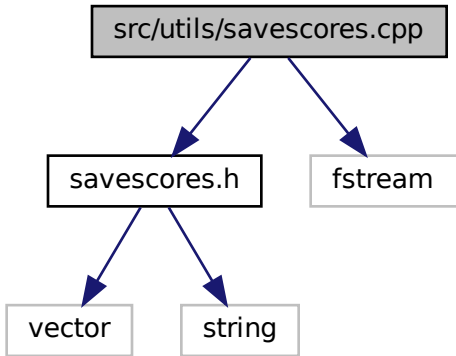 src/utils/savescores.cpp
savescores.h
fstream
vector
string